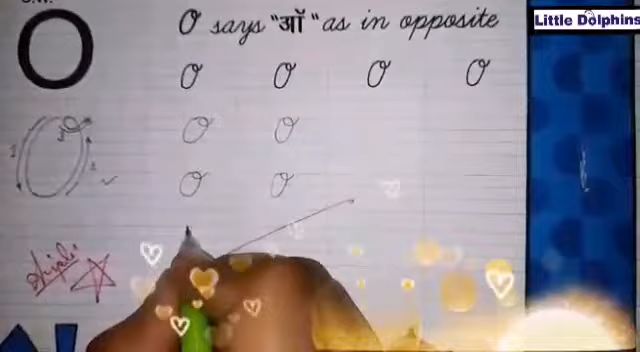 Little Dolphins
O says "ऑ" as in opposite
O
O O O O
O O
O O